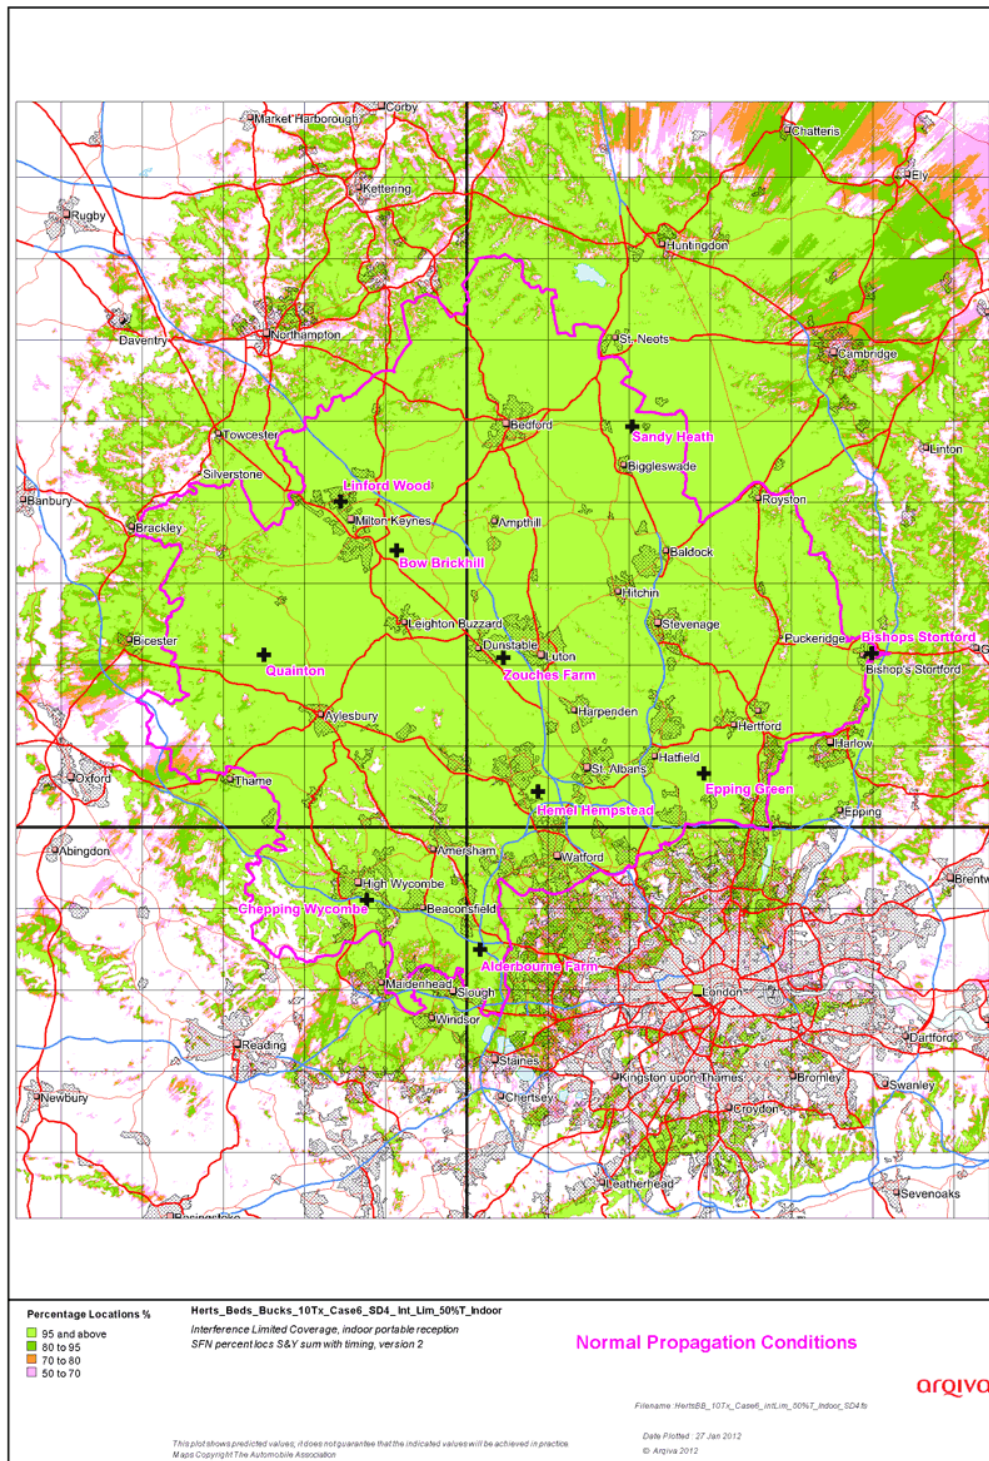 Corby
Market Harborough
Chatteris
Ely
Kettering
Rugby
Huntingdon
Northampton
Daventry
St. Neots
Cambridge
Bedford
Towcester
Sandy Heath
Linton
Biggleswade
Silverstone
Linford Wood
Banbury
Royston
Milton Keynes
Ampthill
Brackley
Baldock
Bow Brickhill
Hitchin
Leighton Buzzard
Stevenage
Bicester
Puckeridge
Bishops Stortford
Dunstable
Luton
G
Quainton
Zouches Farm
Bishop's Stortford
Harpenden
Aylesbury
Hertford
Harlow
Hatfield
St. Albans
Oxford
Thame
Epping Green
Hemel Hempstead
Epping
Abingdon
Amersham
Watford
High Wycombe
Brentw
Chepping Wycombe
Beaconsfield
Alderbourne Farm
Maidenhead
Slough
London
Windsor
Reading
Dartford
Staines
Kingston upon Thames
Bromley
Swanley
Newbury
Chertsey
Croydon
Leatherhead
Sevenoaks
Basingstoke
Percentage Locations %
95 and above
80 to 95
70 to 80
50 to 70
Herts_Beds_Bucks_10Tx_Case6_SD4_Int_Lim_50%T_Indoor
Interference Limited Coverage, indoor portable reception
SFN percent locs S&Y sum with timing, version 2
Normal Propagation Conditions
arqiva
Filename: HertsBB_10Tx_Case6_intLim_50%T_Indoor_SD4fs
Date Plotted : 27 Jan 2012
© Arqiva 2012
This plot shows predicted values; it does not guarantee that the indicated values will be achieved in practice.
Maps Copyright The Automobile Association